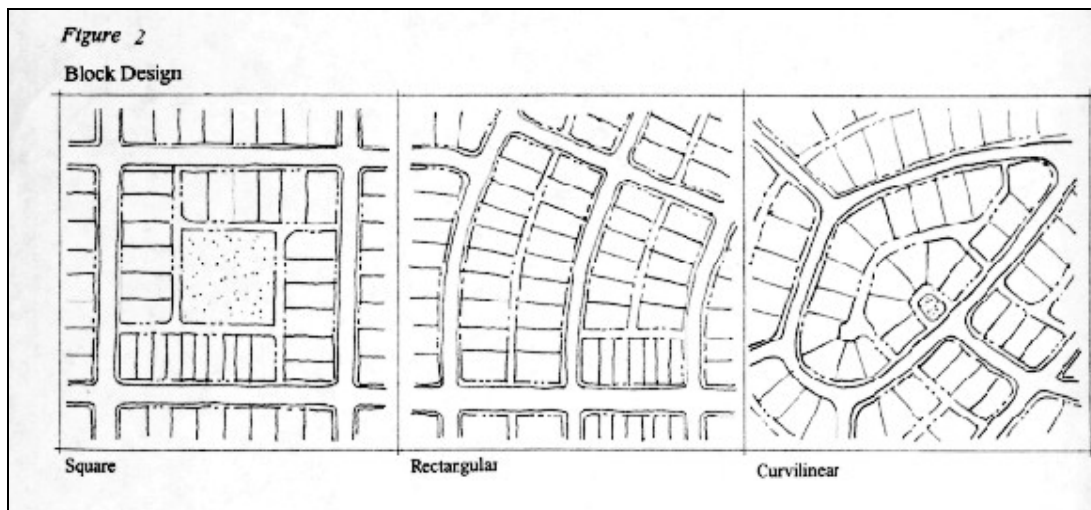 Figure 2
Block Design
Square
Rectangular
Curvilinear